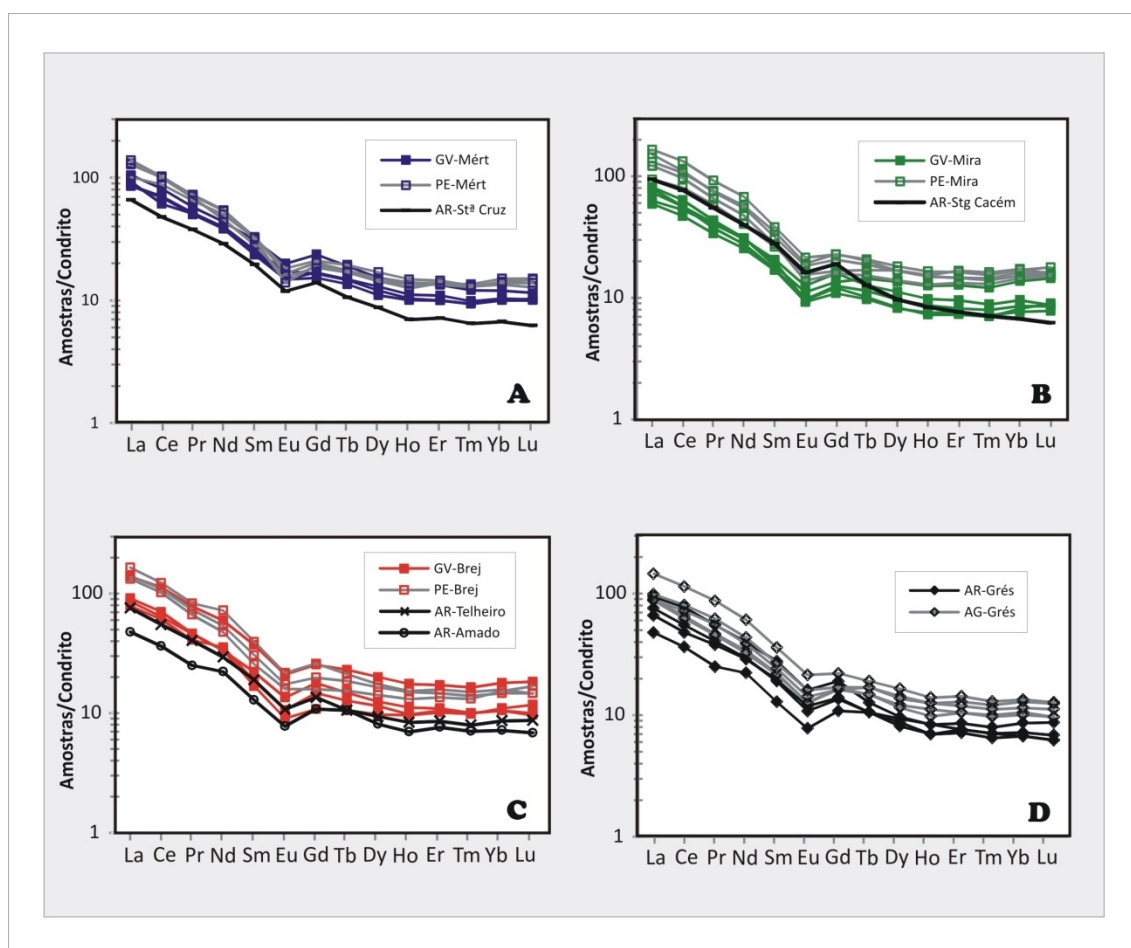 Amostras/Condrito
100
10
1
GV-Mért
PE-Mért
AR-Stª Cruz
A
La Ce Pr Nd Sm Eu Gd Tb Dy Ho Er Tm Yb Lu
Amostras/Condrito
100
10
1
GV-Mira
PE-Mira
AR-Stg Cacém
B
La Ce Pr Nd Sm Eu Gd Tb Dy Ho Er Tm Yb Lu
Amostras/Condrito
100
10
1
GV-Brej
PE-Brej
AR-Telheiro
AR-Amado
C
La Ce Pr Nd Sm Eu Gd Tb Dy Ho Er Tm Yb Lu
Amostras/Condrito
100
10
1
AR-Grés
AG-Grés
D
La Ce Pr Nd Sm Eu Gd Tb Dy Ho Er Tm Yb Lu